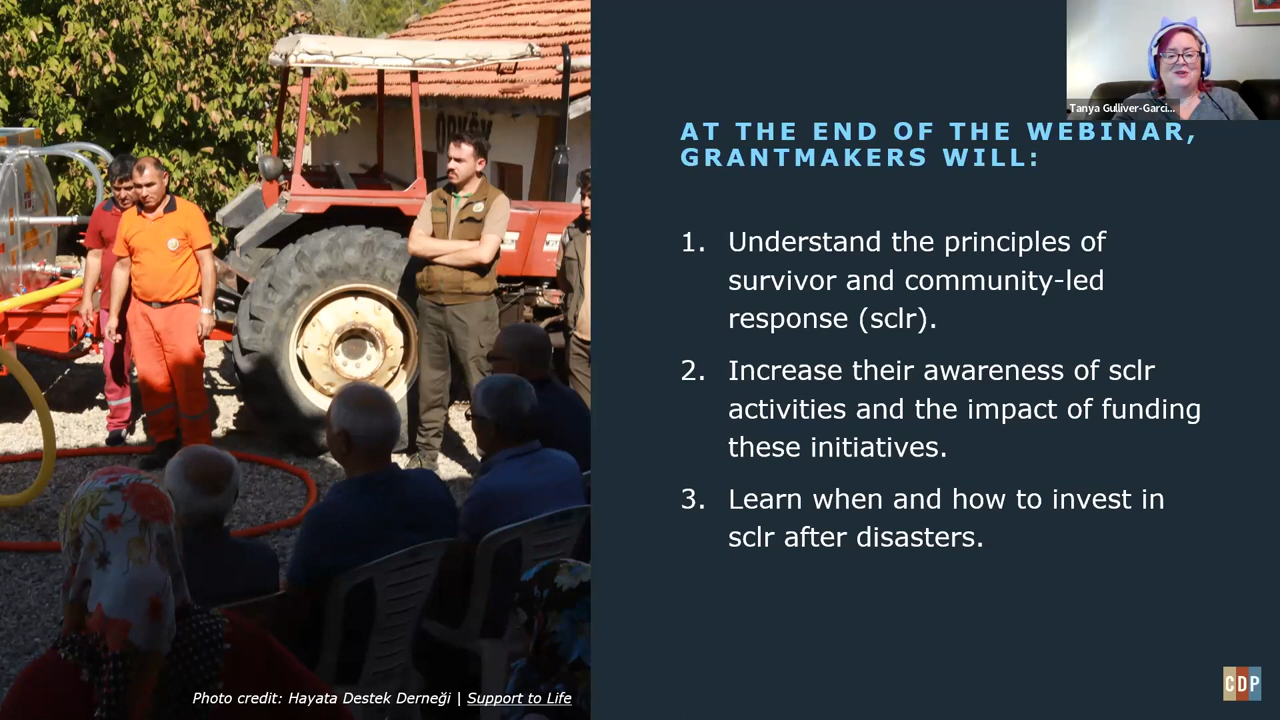 Tanya Gulliver-Garci...
AT THE END OF THE WEBINAR,
GRANTMAKERS WILL:
1. Understand the principles of
survivor and community-led
response (sclr).
2. Increase their awareness of sclr
activities and the impact of funding
these initiatives.
3. Learn when and how to invest in
sclr after disasters.
Photo credit: Hayata Destek Derneği | Support to Life
CDP